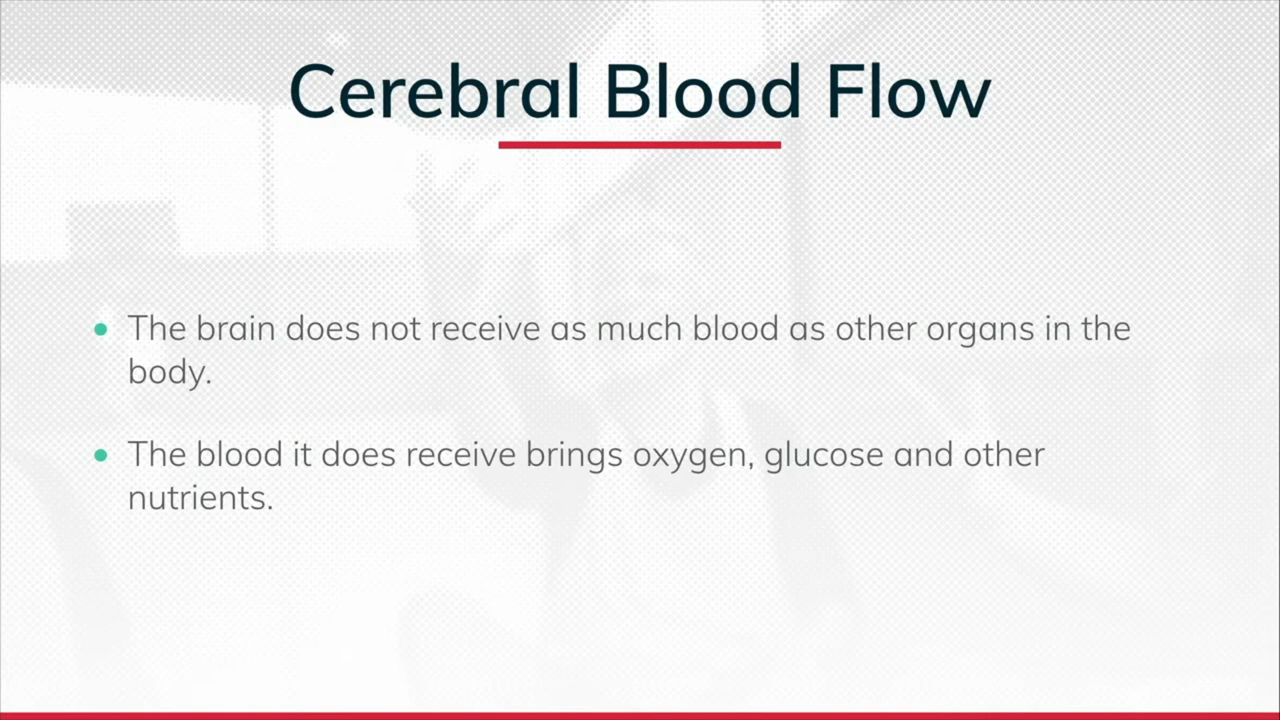 Cerebral Blood Flow
The brain does not receive as much blood as other organs in the
body.
The blood it does receive brings oxygen, glucose and other
nutrients.